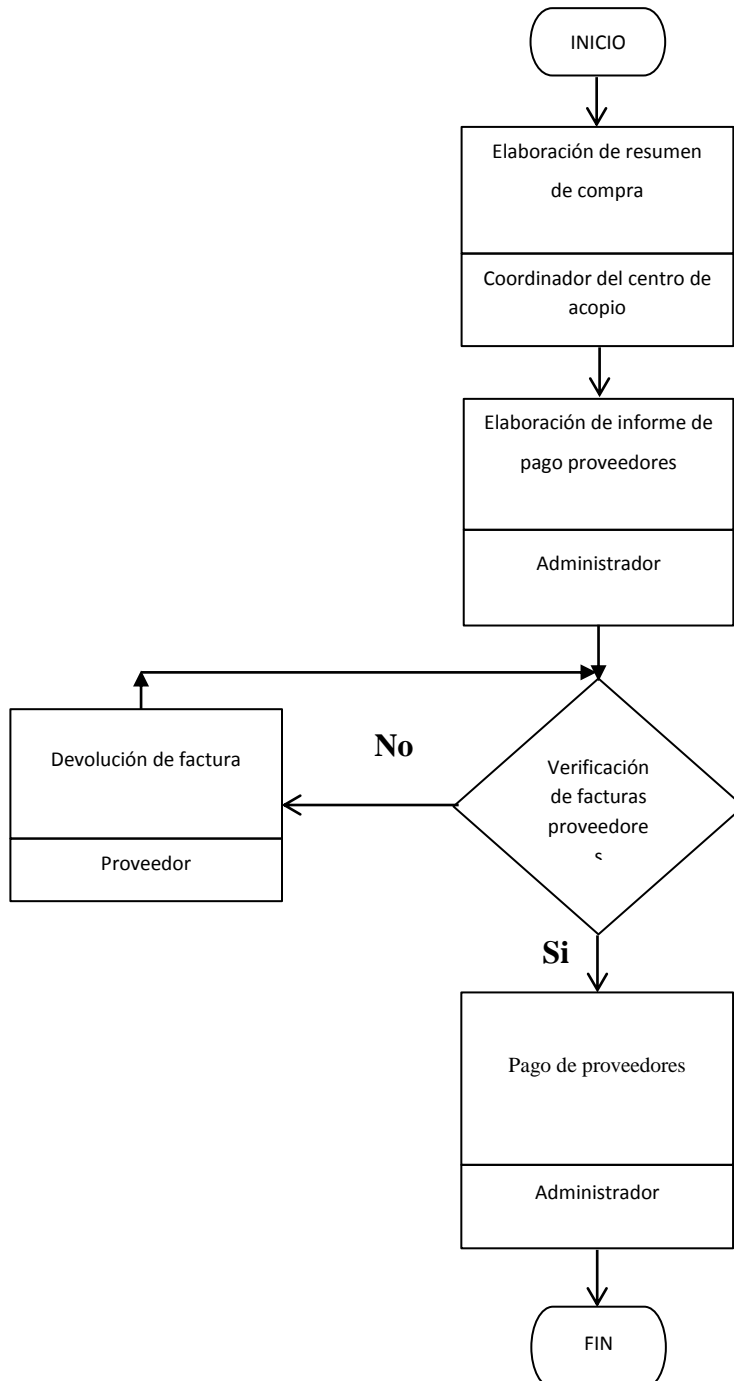 INICIO
Elaboración de resumen
de compra
Coordinador del centro de
acopio
Elaboración de informe de
pago proveedores
Administrador
No
Devolución de factura
Proveedor
Verificación
de facturas
proveedore
s
Si
Pago de proveedores
Administrador
FIN